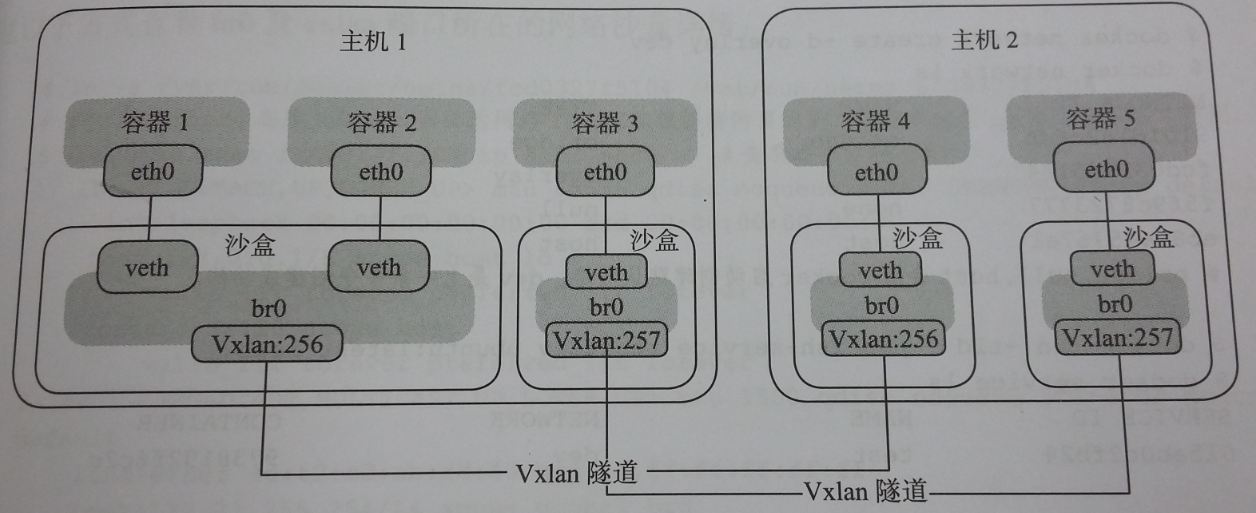 主机 1
主机 2
容器 1
容器 2
容器 3
容器 4
容器 5
eth0
eth0
eth0
eth0
eth0
沙盒
沙盒
沙盒
沙盒
veth
veth
veth
veth
veth
br0
br0
br0
br0
Vxlan:256
Vxlan:257
Vxlan:256
Vxlan:257
Vxlan 隧道
Vxlan 隧道